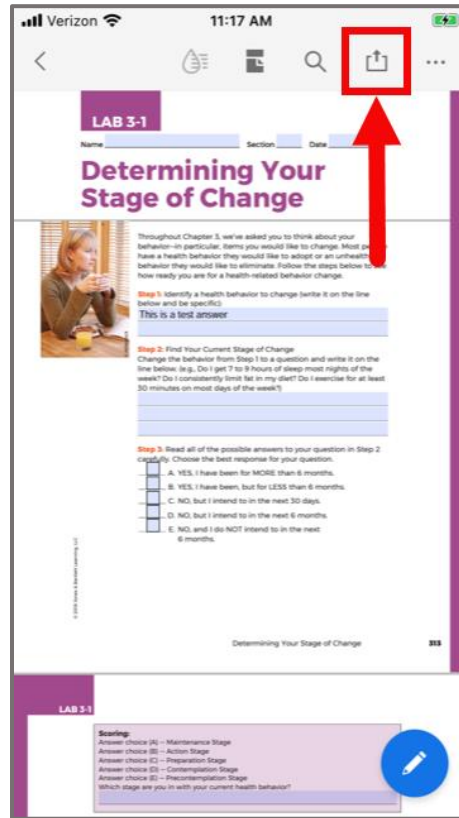 Verizon 11:17 AM
LAB 3-1
Name Section Date
Determining Your
Stage of Change
Throughout Chapter 3, we've asked you to think about your
behavior—in particular, items you would like to change. Most
have a health behavior they would like to adopt or an
behavior they would like to eliminate. Follow the steps below to
how ready you are for a health-related behavior change.
Step 1: Identify a health behavior to change (write it on the line
below and be specific):
This is a test answer
Step 2: Find Your Current Stage of Change
Change the behavior from Step 1 to a question and write it on the
line below. (e.g., Do I get 7 to 9 hours of sleep most nights of the
week? Do I consistently limit fat in my diet? Do I exercise for at least
30 minutes on most days of the week?)
Step 3: Read all of the possible answers to your question in Step 2
carefully. Choose the best response for your question.
A. YES, I have been for MORE than 6 months.
B. YES, I have been, but for LESS than 6 months.
C. NO, but I intend to in the next 30 days.
D. NO, but I intend to in the next 6 months.
E. NO, and I do NOT intend to in the next
6 months.
Determining Your Stage of Change 313
LAB 3-1
Scoring:
Answer choice (A) — Maintenance Stage
Answer choice (B) — Action Stage
Answer choice (C) — Preparation Stage
Answer choice (D) — Contemplation Stage
Answer choice (E) — Precontemplation Stage
Which stage are you in with your current health behavior?